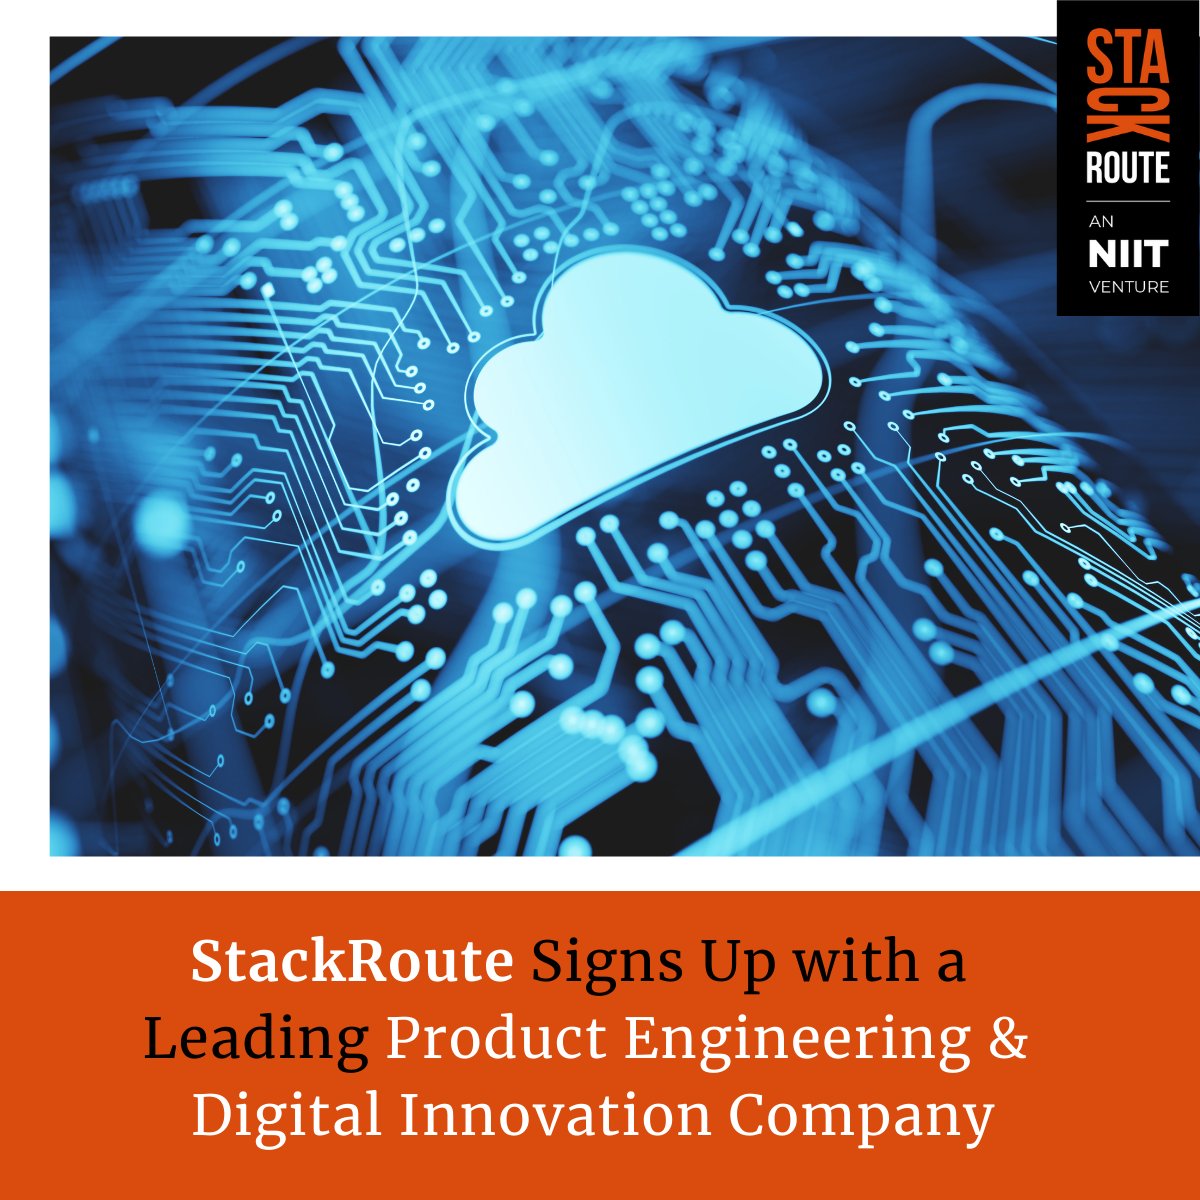 STA
CK
ROUTE
AN
NIIT
VENTURE
StackRoute Signs Up with a
Leading Product Engineering &
Digital Innovation Company